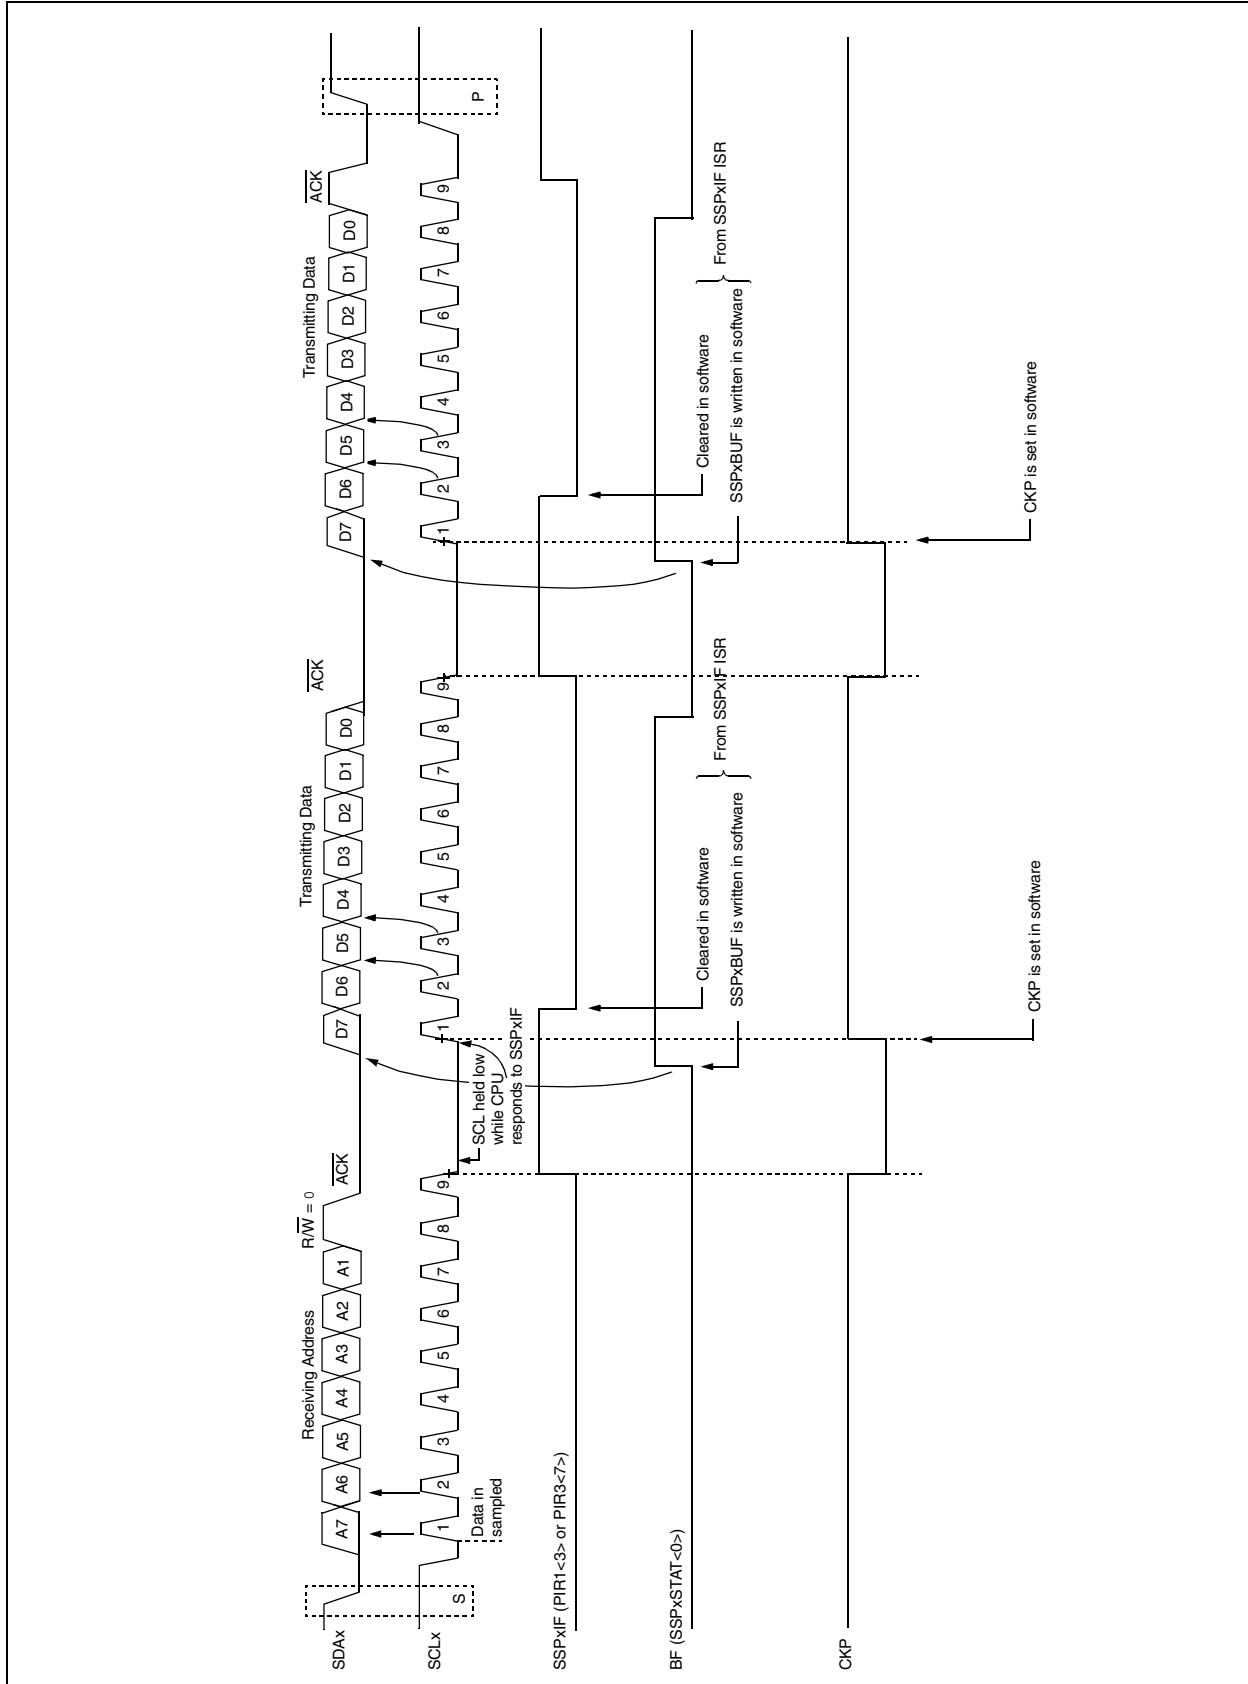 Receiving Address
R/W = 0
ACK
Transmitting Data
ACK
Transmitting Data
ACK
SDAx
A7
A6
A5
A4
A3
A2
A1
D7
D6
D5
D4
D3
D2
D1
D0
D7
D6
D5
D4
D3
D2
D1
D0
SCLx
S
1
2
3
4
5
6
7
8
9
1
2
3
4
5
6
7
8
9
1
2
3
4
5
6
7
8
9
P
Data in
sampled
SCL held low
while CPU
responds to SSPxIF
SSPxIF (PIR1<3> or PIR3<7>)
BF (SSPxSTAT<0>)
Cleared in software
From SSPxIF ISR
SSPxBUF is written in software
Cleared in software
From SSPxIF ISR
SSPxBUF is written in software
CKP
CKP is set in software
CKP is set in software